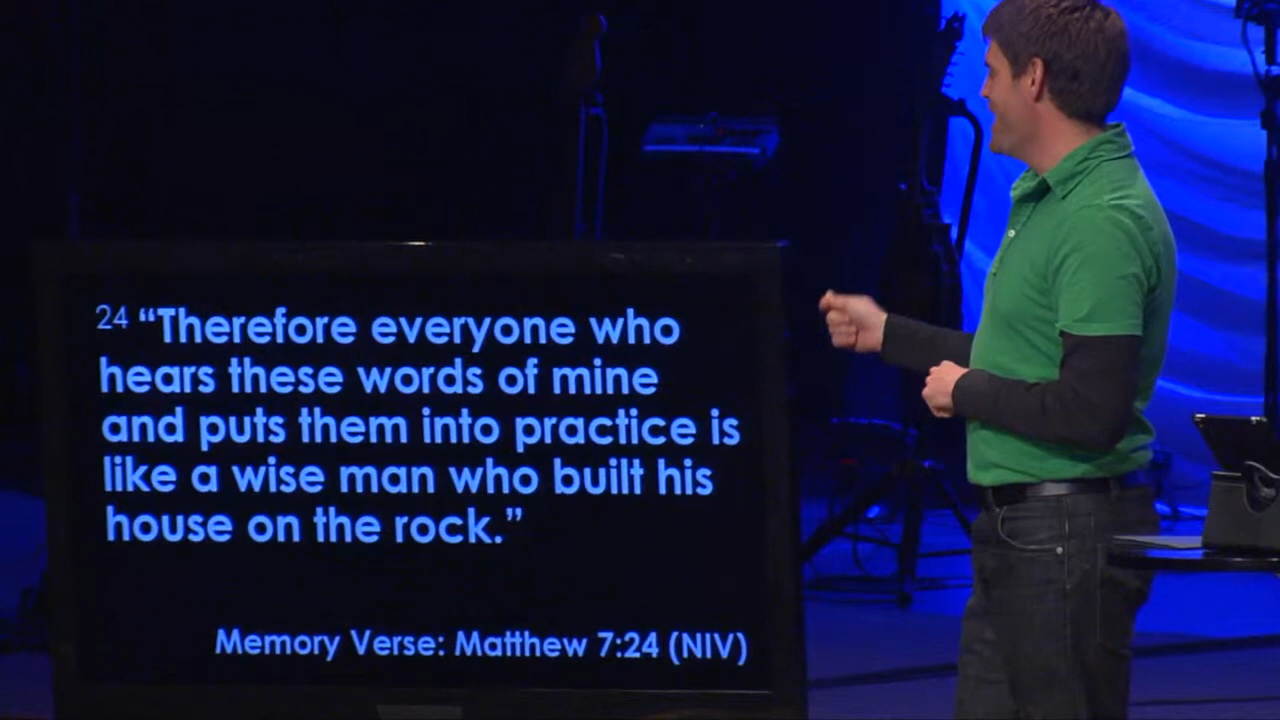 24 “Therefore everyone who
hears these words of mine
and puts them into practice is
like a wise man who built his
house on the rock.”
Memory Verse: Matthew 7:24 (NIV)